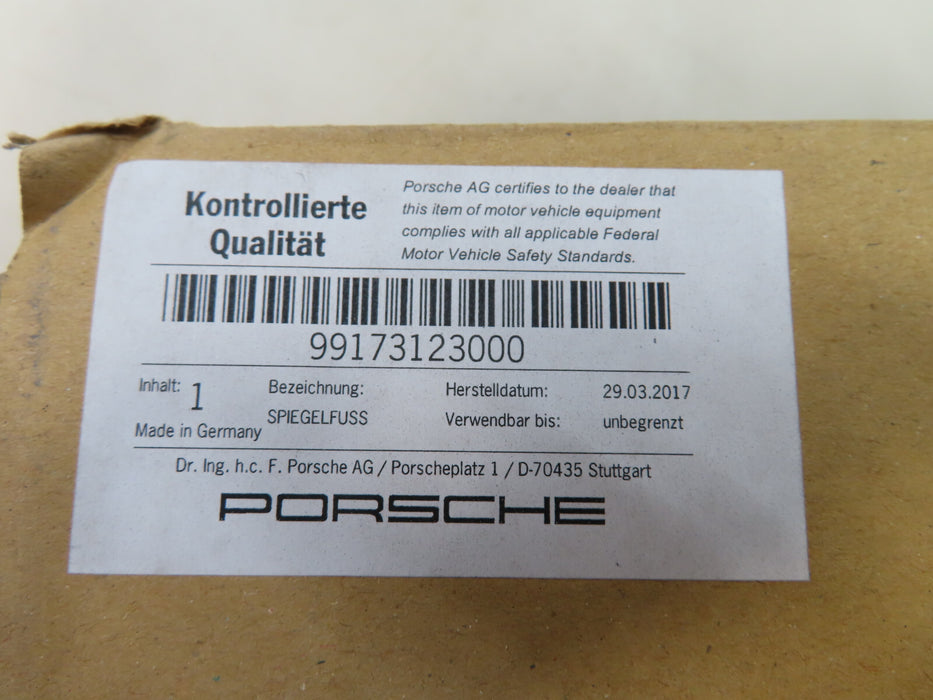 Kontrollierte
Qualität
Porsche AG certifies to the dealer that
this item of motor vehicle equipment
complies with all applicable Federal
Motor Vehicle Safety Standards.
99173123000
Inhalt: 1
Made in Germany
Bezeichnung:
SPIEGELFUSS
Herstelldatum: 29.03.2017
Verwendbar bis: unbegrenzt
Dr. Ing. h.c. F. Porsche AG / Porscheplatz 1 / D-70435 Stuttgart
PORSCHE